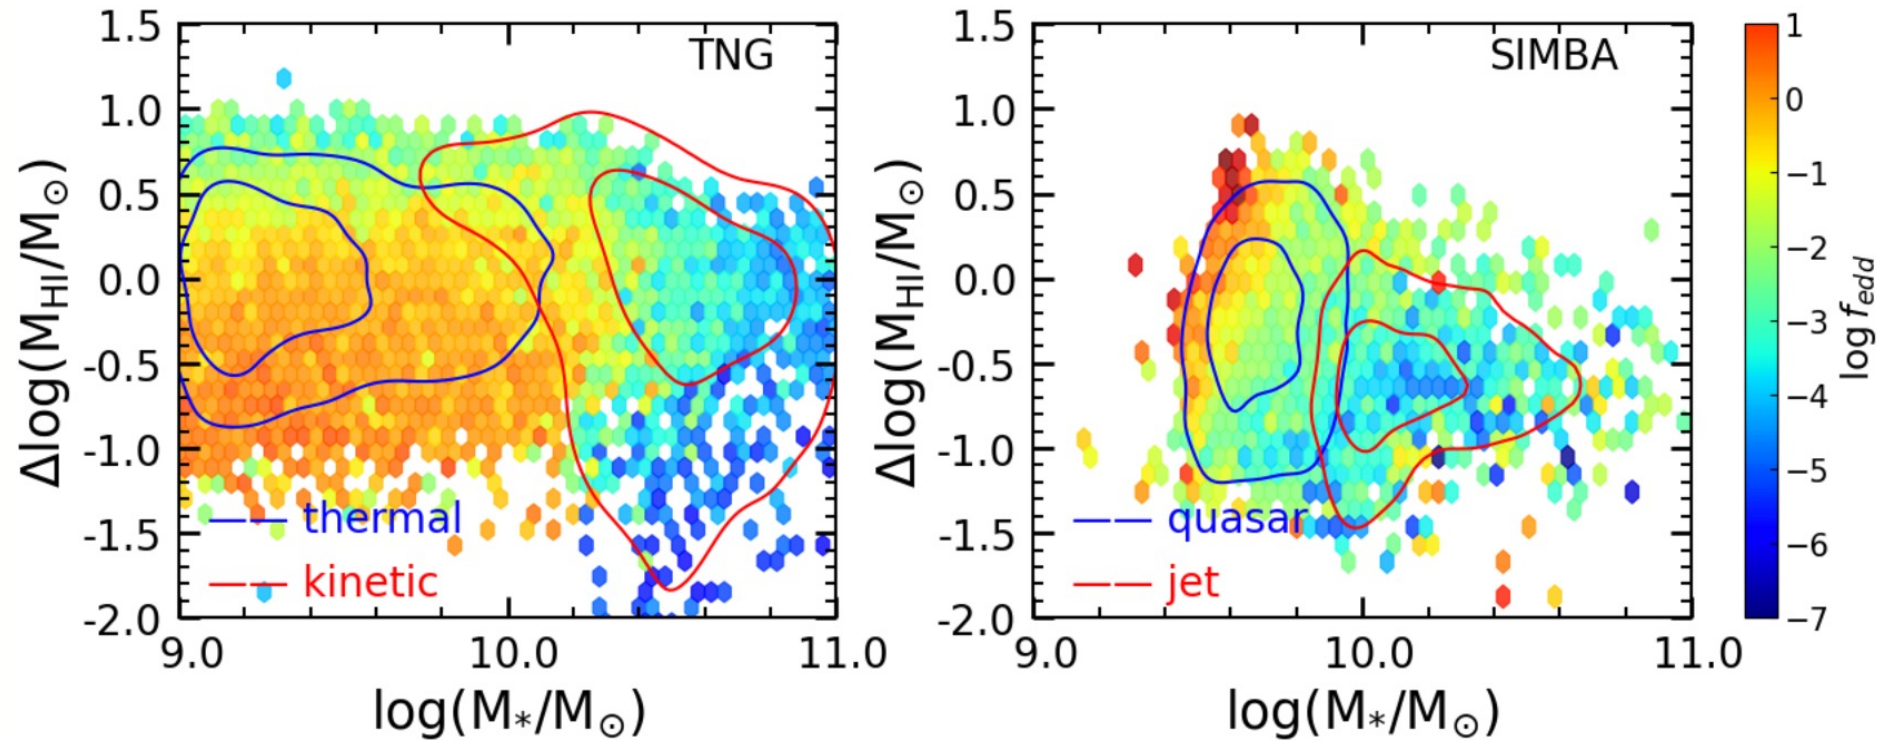 TNG
1.5
1.0
0.5
0.0
-0.5
-1.0
-1.5
-2.0
Δlog(M_HI/M_⊙)
thermal
kinetic
9.0 10.0 11.0
log(M_*/M_⊙)
SIMBA
1.5
1.0
0.5
0.0
-0.5
-1.0
-1.5
-2.0
Δlog(M_HI/M_⊙)
quasar
jet
9.0 10.0 11.0
log(M_*/M_⊙)
1
0
−1
−2
−3
−4
−5
−6
−7
log f_edd